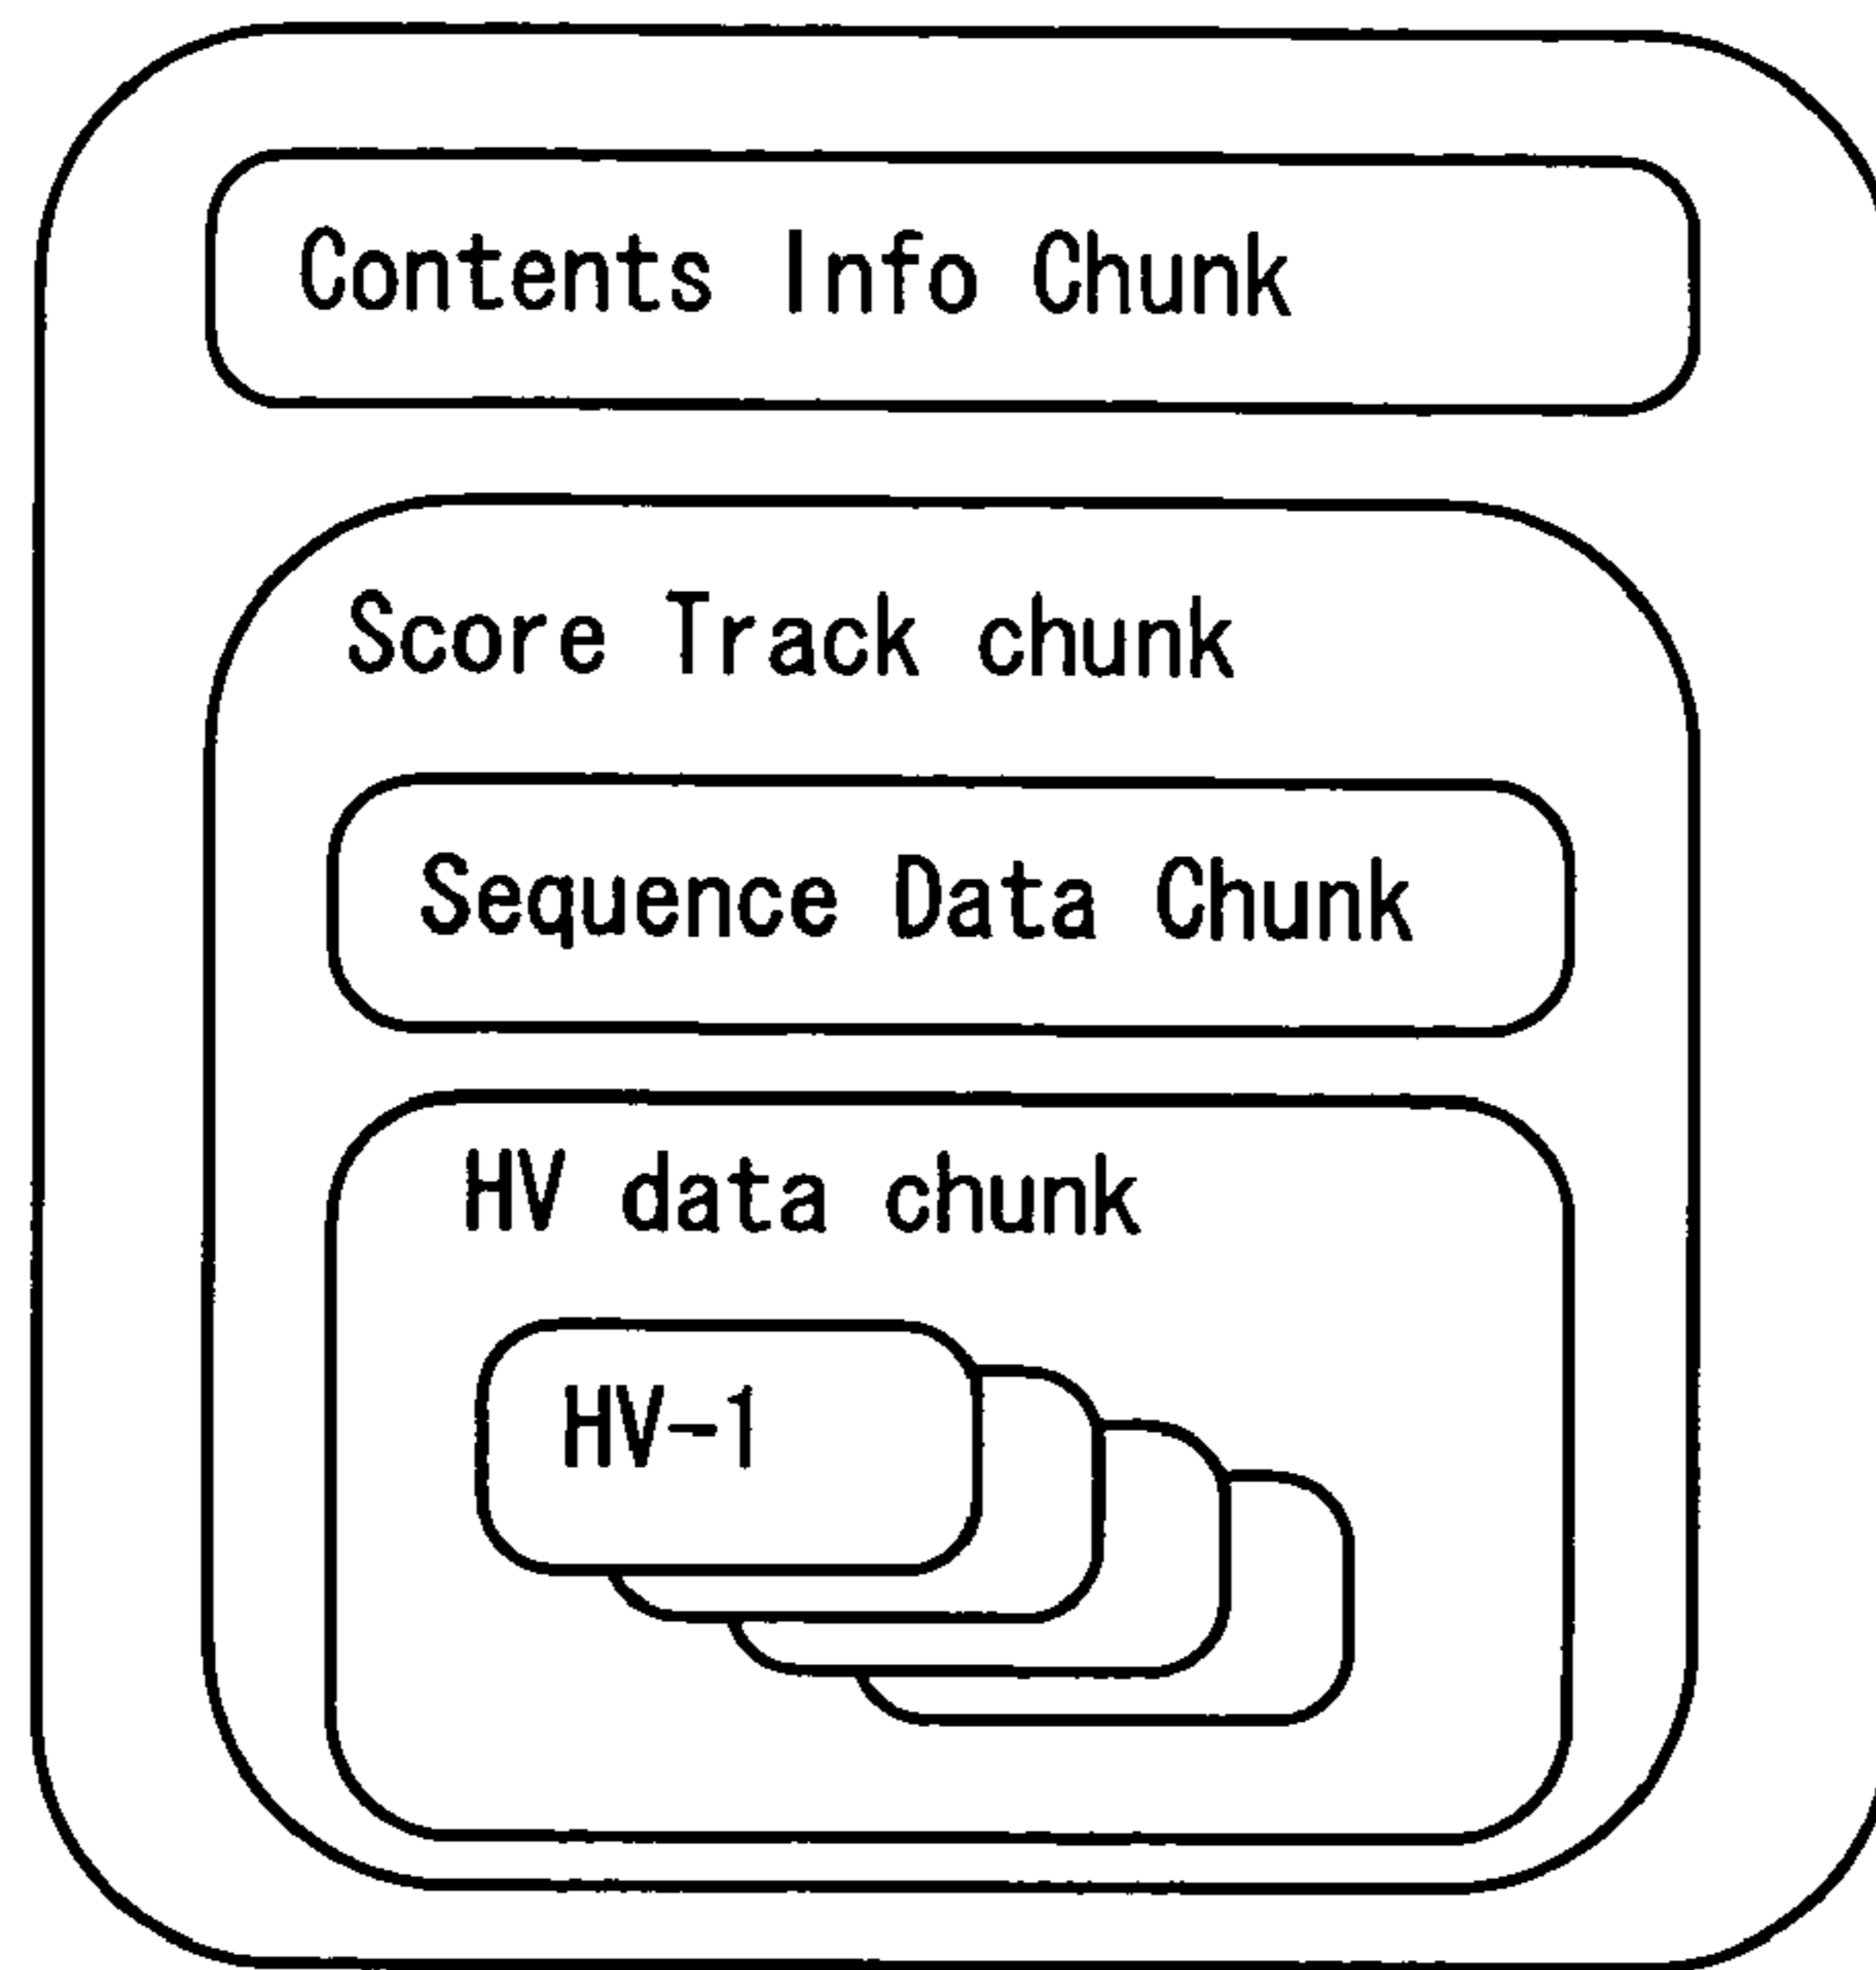 Contents Info Chunk
Score Track chunk
Sequence Data Chunk
HV data chunk
HV-1